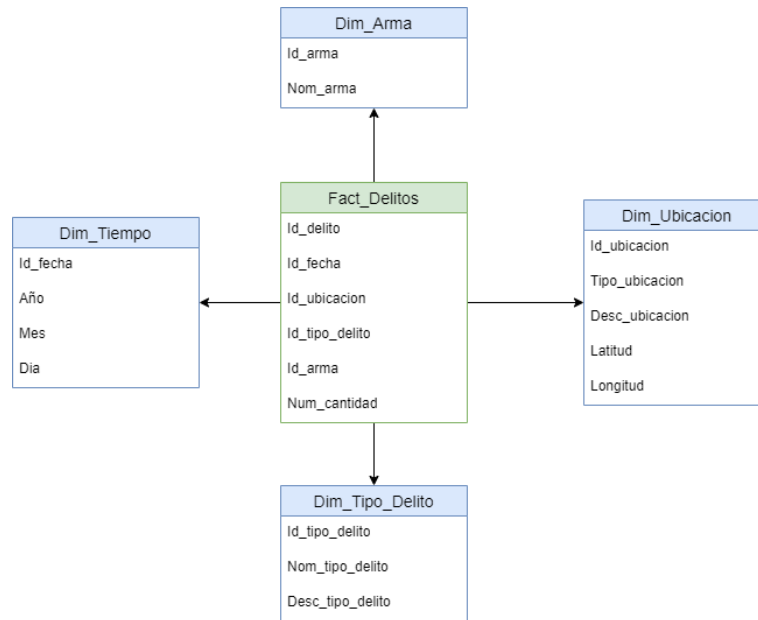 Dim_Arma
Id_arma
Nom_arma
Fact_Delitos
Id_delito
Id_fecha
Id_ubicacion
Id_tipo_delito
Id_arma
Num_cantidad
Dim_Tiempo
Id_fecha
Año
Mes
Dia
Dim_Ubicacion
Id_ubicacion
Tipo_ubicacion
Desc_ubicacion
Latitud
Longitud
Dim_Tipo_Delito
Id_tipo_delito
Nom_tipo_delito
Desc_tipo_delito